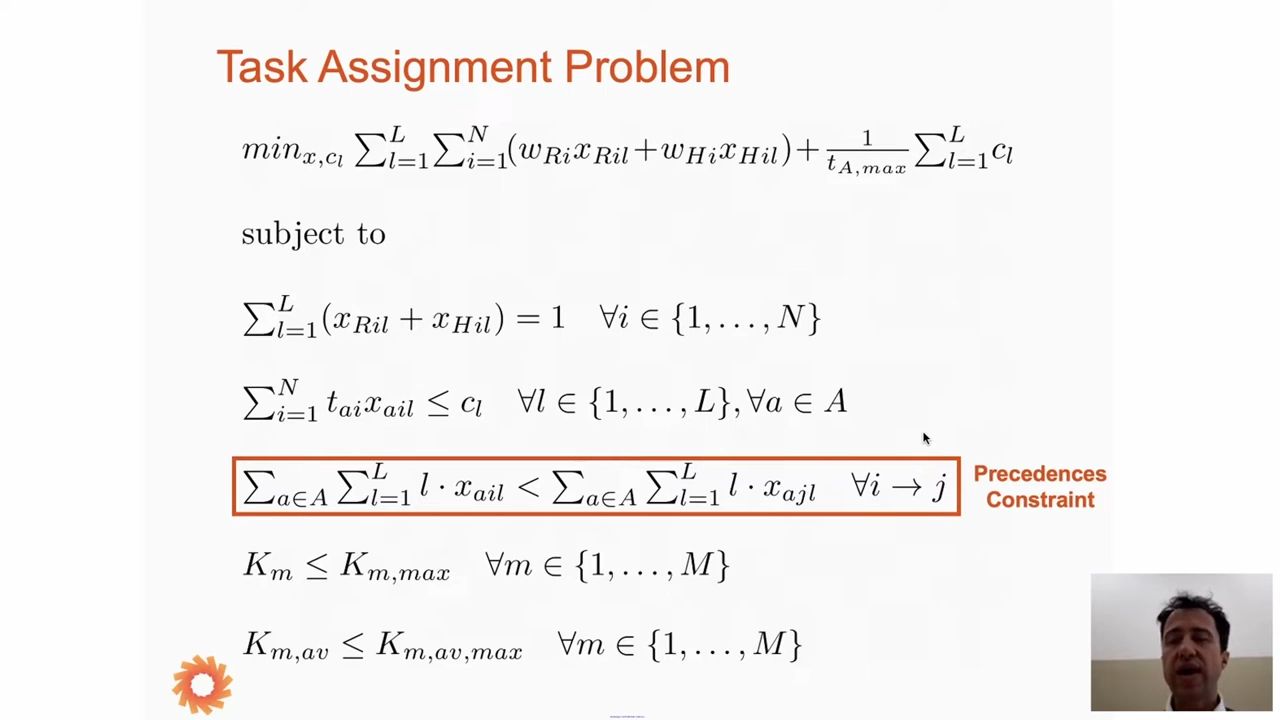 Task Assignment Problem
min_{x,c_l} ∑_{l=1}^{L} ∑_{i=1}^{N} (w_{Ri}x_{Ril} + w_{Hi}x_{Hil}) + \frac{1}{t_{A,max}} ∑_{l=1}^{L} c_l
subject to
∑_{l=1}^{L} (x_{Ril} + x_{Hil}) = 1 ∀i ∈ {1, . . . , N}
∑_{i=1}^{N} t_{ai}x_{ail} ≤ c_l ∀l ∈ {1, . . . , L}, ∀a ∈ A
∑_{a∈A} ∑_{l=1}^{L} l · x_{ail} < ∑_{a∈A} ∑_{l=1}^{L} l · x_{ajl} ∀i → j
Precedences
Constraint
K_m ≤ K_{m,max} ∀m ∈ {1, . . . , M}
K_{m,av} ≤ K_{m,av,max} ∀m ∈ {1, . . . , M}